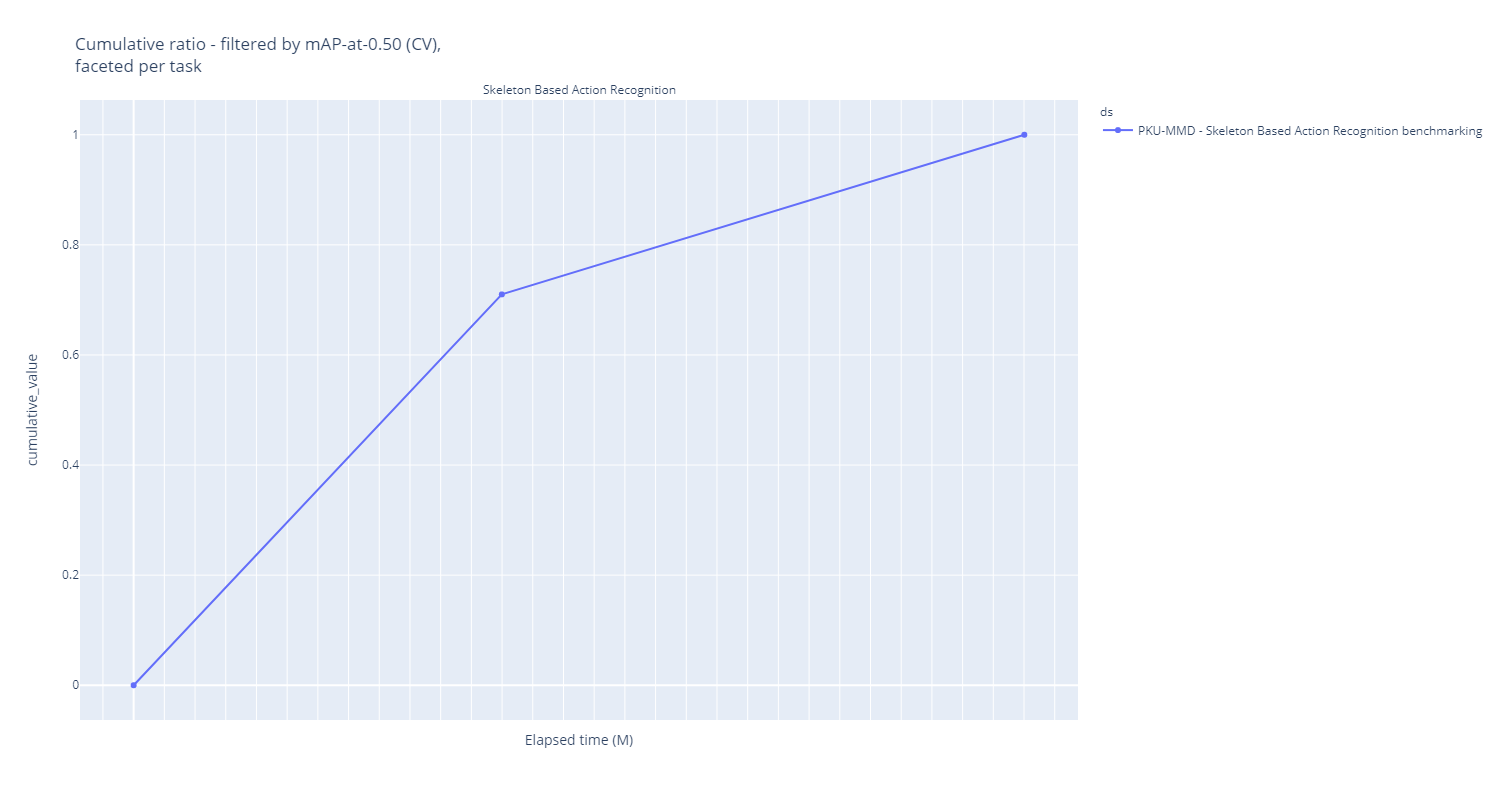 Cumulative ratio - filtered by mAP-at-0.50 (CV),
faceted per task
Skeleton Based Action Recognition
ds
PKU-MMD - Skeleton Based Action Recognition benchmarking
1
0.8
0.6
0.4
0.2
0
cumulative_value
Elapsed time (M)